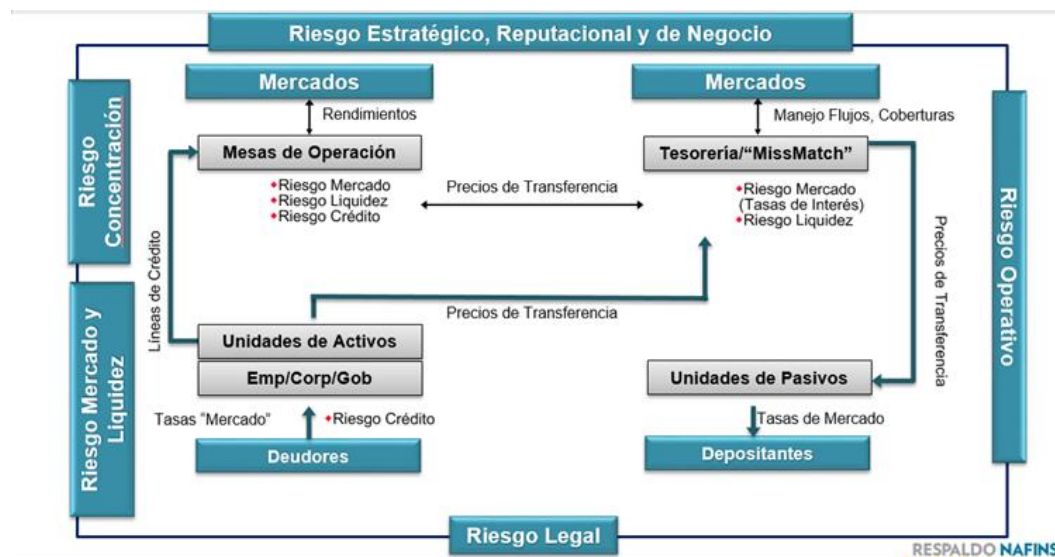 Riesgo Estratégico, Reputacional y de Negocio
Mercados
Mercados
Rendimientos
Manejo Flujos, Coberturas
Riesgo
Concentración
Mesas de Operación
Tesorería/“MissMatch”
Riesgo Mercado
Riesgo Liquidez
Riesgo Crédito
Precios de Transferencia
Riesgo Mercado
(Tasas de Interés)
Riesgo Liquidez
Precios de Transferencia
Riesgo Operativo
Líneas de Crédito
Precios de Transferencia
Riesgo Mercado y
Liquidez
Unidades de Activos
Emp/Corp/Gob
Unidades de Pasivos
Tasas "Mercado"
Riesgo Crédito
Tasas de Mercado
Deudores
Depositantes
Riesgo Legal
RESPALDO NAFINS